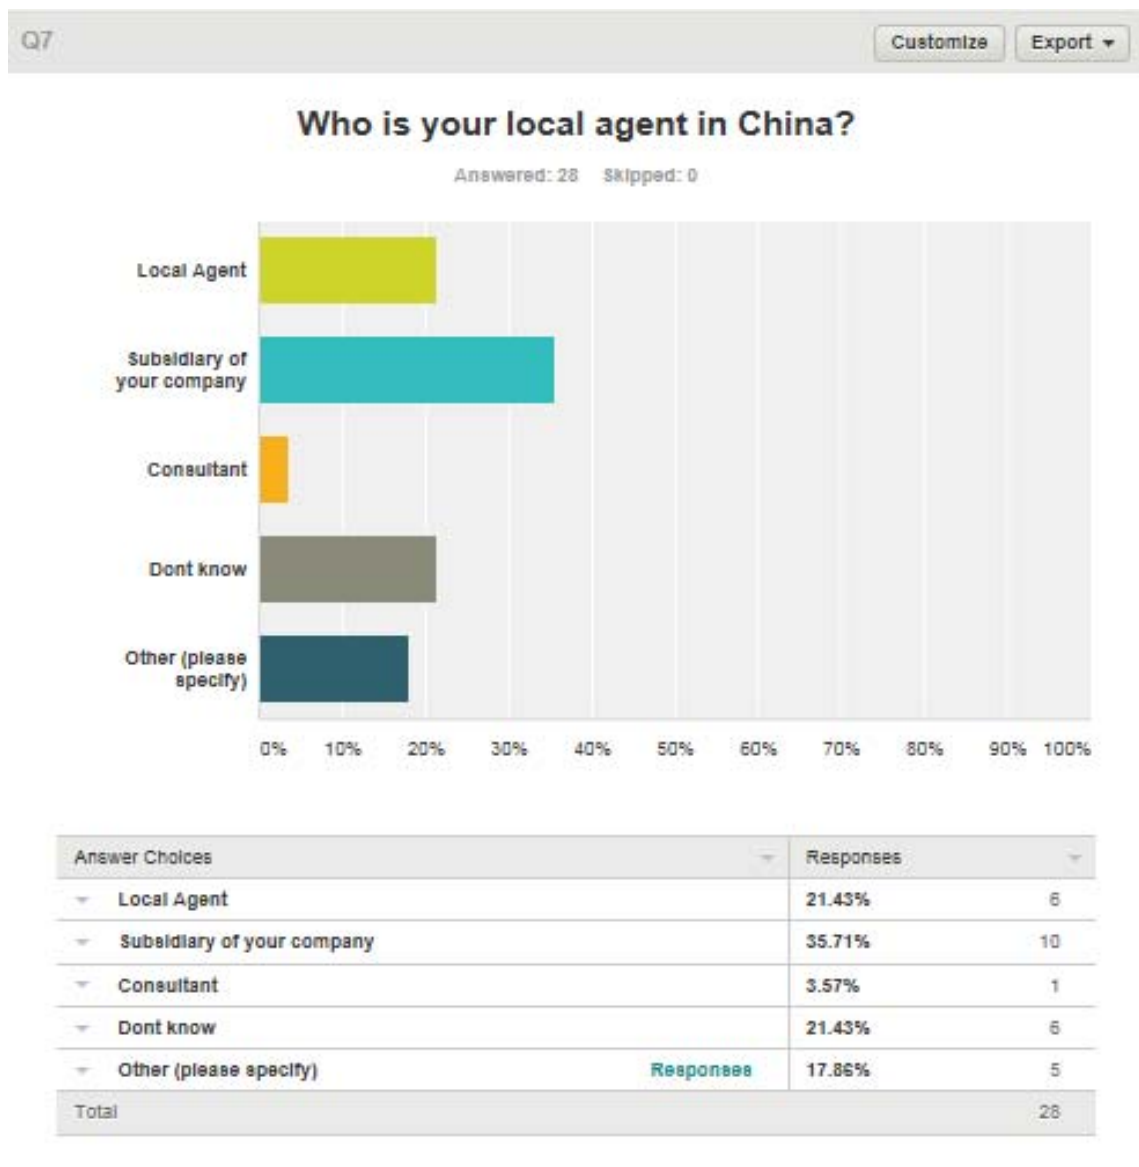 Q7
Customize
Export
Who is your local agent in China?
Answered: 28 Skipped: 0
Local Agent
Subsidiary of
your company
Consultant
Dont know
Other (please
specify)
0% 10% 20% 30% 40% 50% 60% 70% 80% 90% 100%
Answer Choices Responses
Local Agent 21.43% 6
Subsidiary of your company 35.71% 10
Consultant 3.57% 1
Dont know 21.43% 6
Other (please specify) Responses 17.86% 5
Total 28